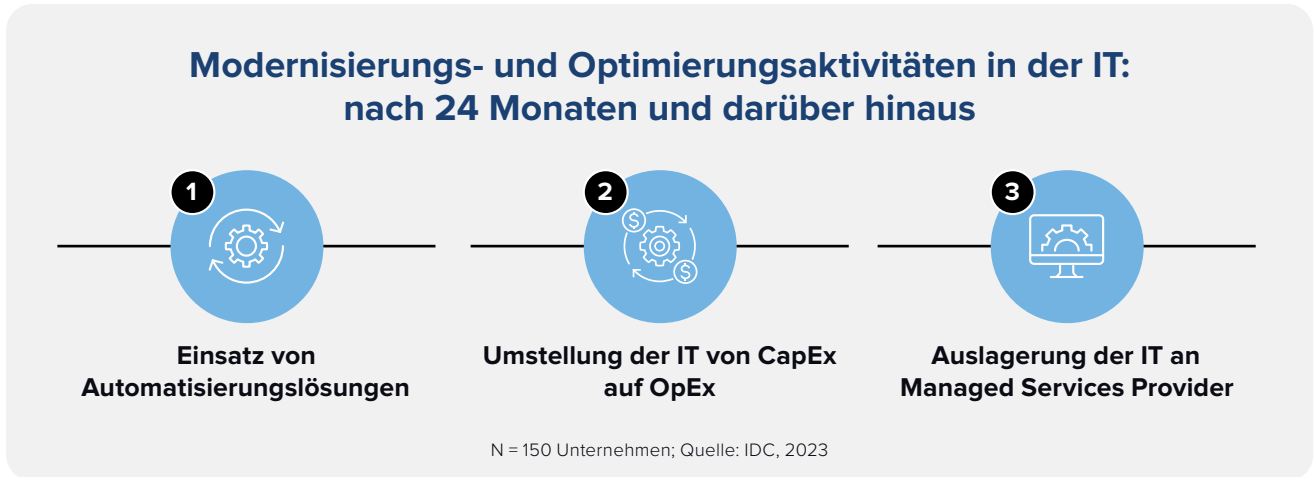 Modernisierungs- und Optimierungsaktivitäten in der IT:
nach 24 Monaten und darüber hinaus
1
2
3
$
$
Einsatz von
Automatisierungslösungen
Umstellung der IT von CapEx
auf OpEx
Auslagerung der IT an
Managed Services Provider
N = 150 Unternehmen; Quelle: IDC, 2023